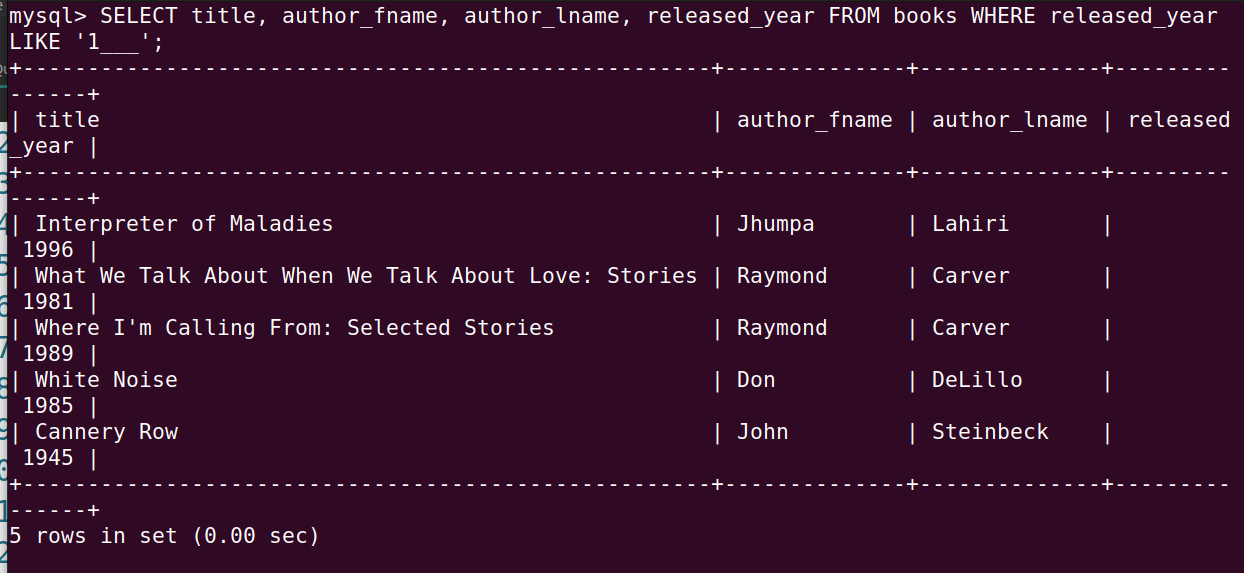 mysql> SELECT title, author_fname, author_lname, released_year FROM books WHERE released_year
LIKE '1___';
+-----------------------------------------------------+--------------+--------------+---------
------+
| title                                               | author_fname | author_lname | released
_year |
+-----------------------------------------------------+--------------+--------------+---------
------+
| Interpreter of Maladies                             | Jhumpa       | Lahiri       |
 1996 |
| What We Talk About When We Talk About Love: Stories | Raymond      | Carver       |
 1981 |
| Where I'm Calling From: Selected Stories            | Raymond      | Carver       |
 1989 |
| White Noise                                         | Don          | DeLillo      |
 1985 |
| Cannery Row                                         | John         | Steinbeck    |
 1945 |
+-----------------------------------------------------+--------------+--------------+---------
------+
5 rows in set (0.00 sec)